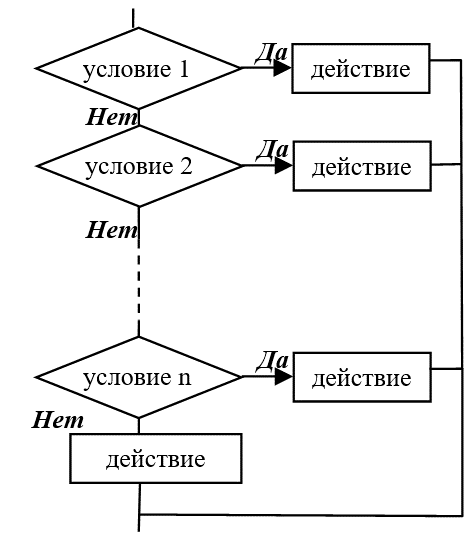 Да
условие 1
действие
Нет
Да
условие 2
действие
Нет
Да
условие n
действие
Нет
действие